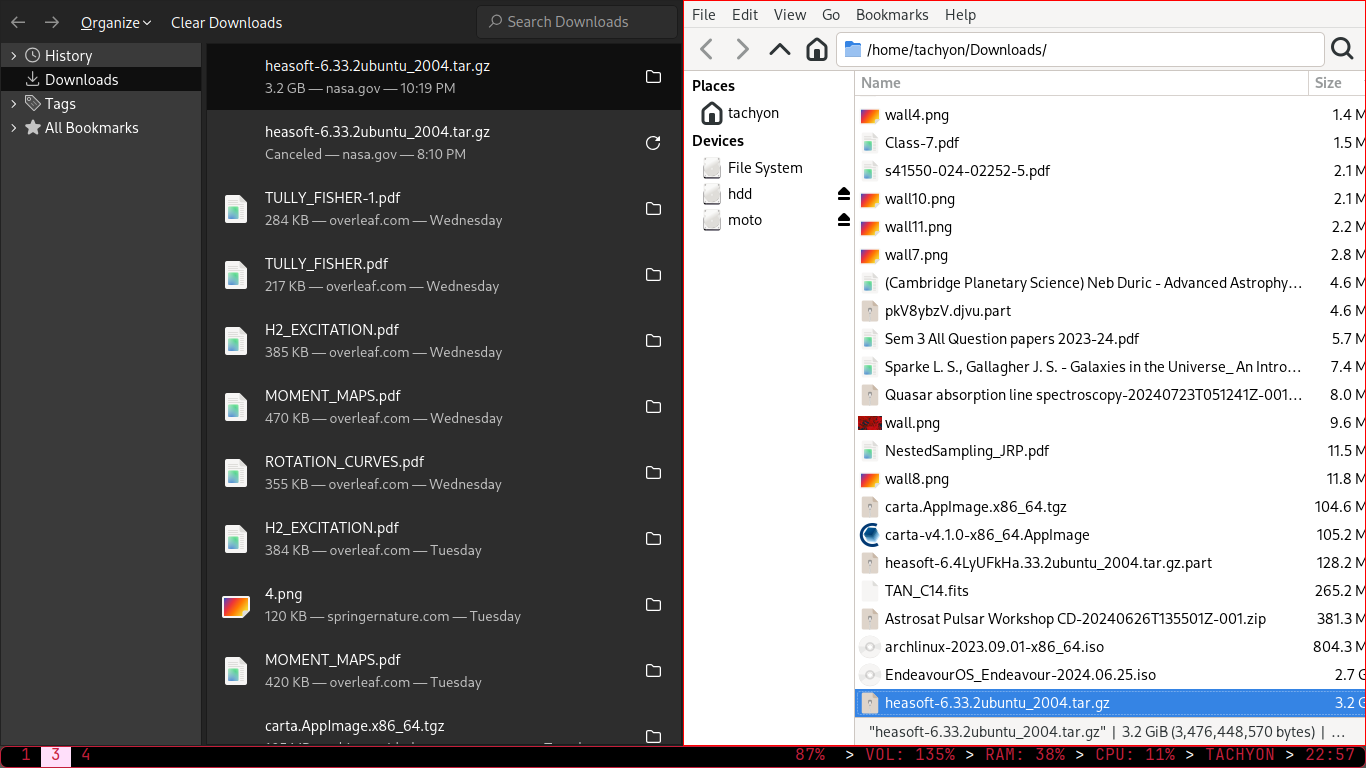 Organize
Clear Downloads
Search Downloads
History
Downloads
Tags
All Bookmarks
heasoft-6.33.2ubuntu_2004.tar.gz
3.2 GB — nasa.gov — 10:19 PM
heasoft-6.33.2ubuntu_2004.tar.gz
Canceled — nasa.gov — 8:10 PM
TULLY_FISHER-1.pdf
284 KB — overleaf.com — Wednesday
TULLY_FISHER.pdf
217 KB — overleaf.com — Wednesday
H2_EXCITATION.pdf
385 KB — overleaf.com — Wednesday
MOMENT_MAPS.pdf
470 KB — overleaf.com — Wednesday
ROTATION_CURVES.pdf
355 KB — overleaf.com — Wednesday
H2_EXCITATION.pdf
384 KB — overleaf.com — Tuesday
4.png
120 KB — springernature.com — Tuesday
MOMENT_MAPS.pdf
420 KB — overleaf.com — Tuesday
carta.AppImage.x86_64.tgz
File Edit View Go Bookmarks Help
/home/tachyon/Downloads/
Places
tachyon
Devices
File System
hdd
moto
Name Size
wall4.png 1.4 M
Class-7.pdf 1.5 M
s41550-024-02252-5.pdf 2.1 M
wall10.png 2.1 M
wall11.png 2.2 M
wall7.png 2.8 M
(Cambridge Planetary Science) Neb Duric - Advanced Astrophy… 4.6 M
pkV8ybzV.djvu.part 4.6 M
Sem 3 All Question papers 2023-24.pdf 5.7 M
Sparke L. S., Gallagher J. S. - Galaxies in the Universe_ An Intro… 7.4 M
Quasar absorption line spectroscopy-20240723T051241Z-001… 8.0 M
wall.png 9.6 M
NestedSampling_JRP.pdf 11.5 M
wall8.png 11.8 M
carta.AppImage.x86_64.tgz 104.6 M
carta-v4.1.0-x86_64.AppImage 105.2 M
heasoft-6.4LyUFkHa.33.2ubuntu_2004.tar.gz.part 128.2 M
TAN_C14.fits 265.2 M
Astrosat Pulsar Workshop CD-20240626T135501Z-001.zip 381.3 M
archlinux-2023.09.01-x86_64.iso 804.3 M
EndeavourOS_Endeavour-2024.06.25.iso 2.7 G
heasoft-6.33.2ubuntu_2004.tar.gz 3.2 G
"heasoft-6.33.2ubuntu_2004.tar.gz" | 3.2 GiB (3,476,448,570 bytes) | …
1 3 4 87% > VOL: 135% > RAM: 38% > CPU: 11% > TACHYON > 22:57